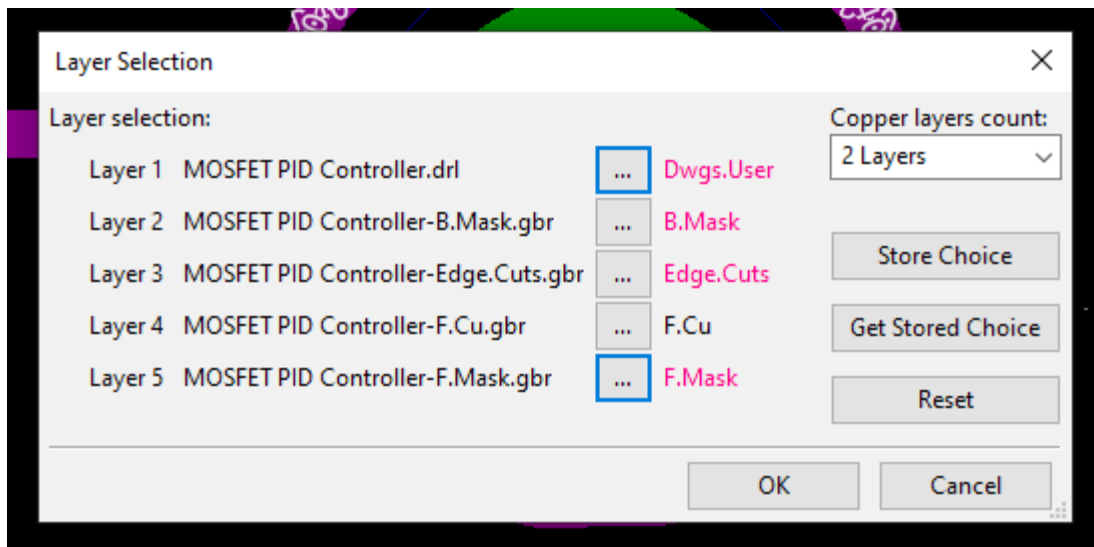 Layer Selection
Layer selection:
Copper layers count:
2 Layers
Layer 1 MOSFET PID Controller.drl ... Dwgs.User
Layer 2 MOSFET PID Controller-B.Mask.gbr ... B.Mask
Layer 3 MOSFET PID Controller-Edge.Cuts.gbr ... Edge.Cuts
Layer 4 MOSFET PID Controller-F.Cu.gbr ... F.Cu
Layer 5 MOSFET PID Controller-F.Mask.gbr ... F.Mask
Store Choice
Get Stored Choice
Reset
OK
Cancel